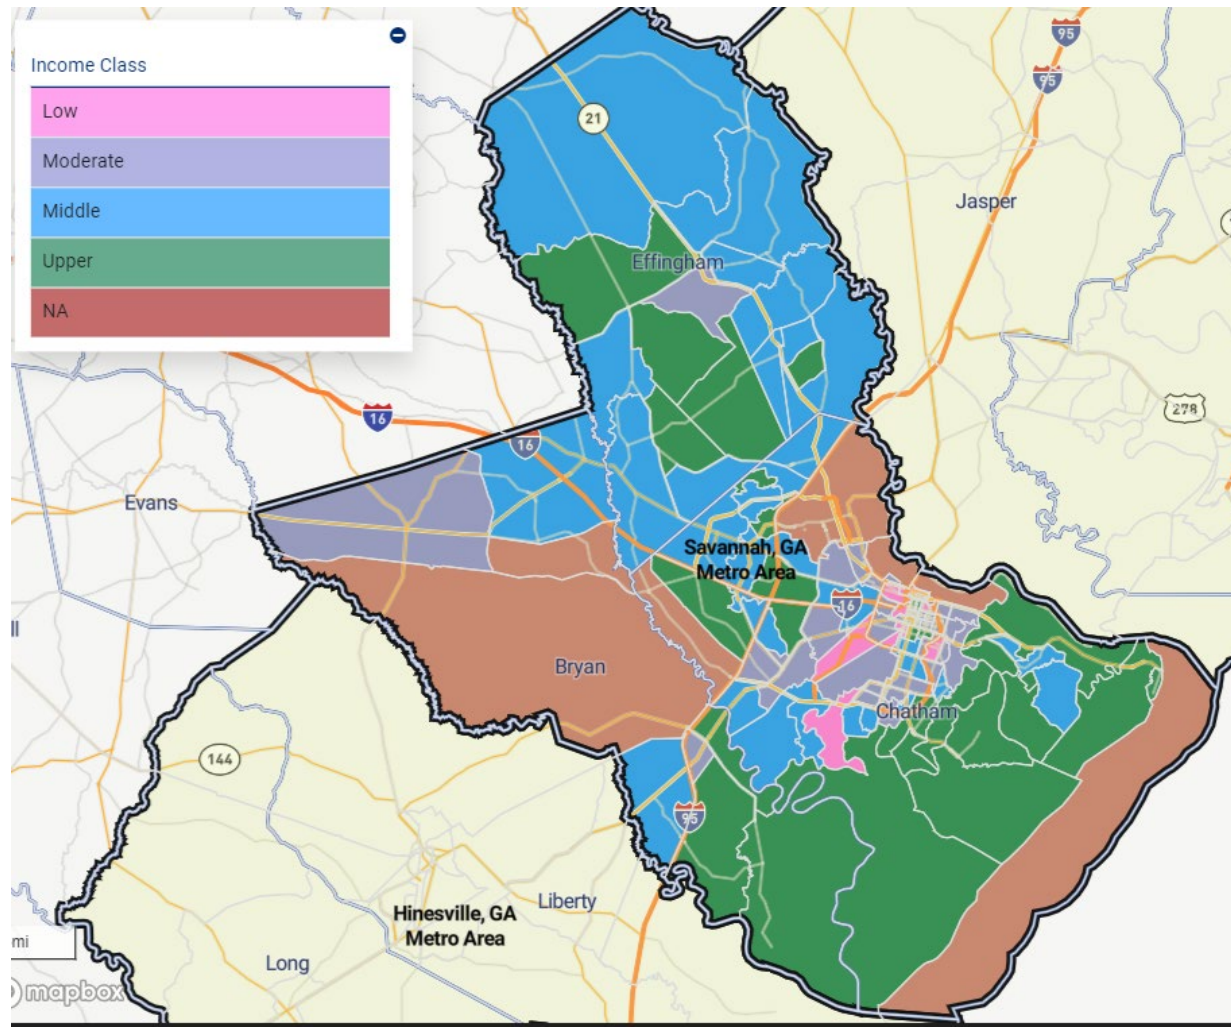 Income Class
Low
Moderate
Middle
Upper
NA
95
95
21
Jasper
Effingham
278
16
16
Evans
Savannah, GA
Metro Area
16
ll
Bryan
Chatham
144
95
Liberty
Hinesville, GA
Metro Area
mi
Long
mapbox